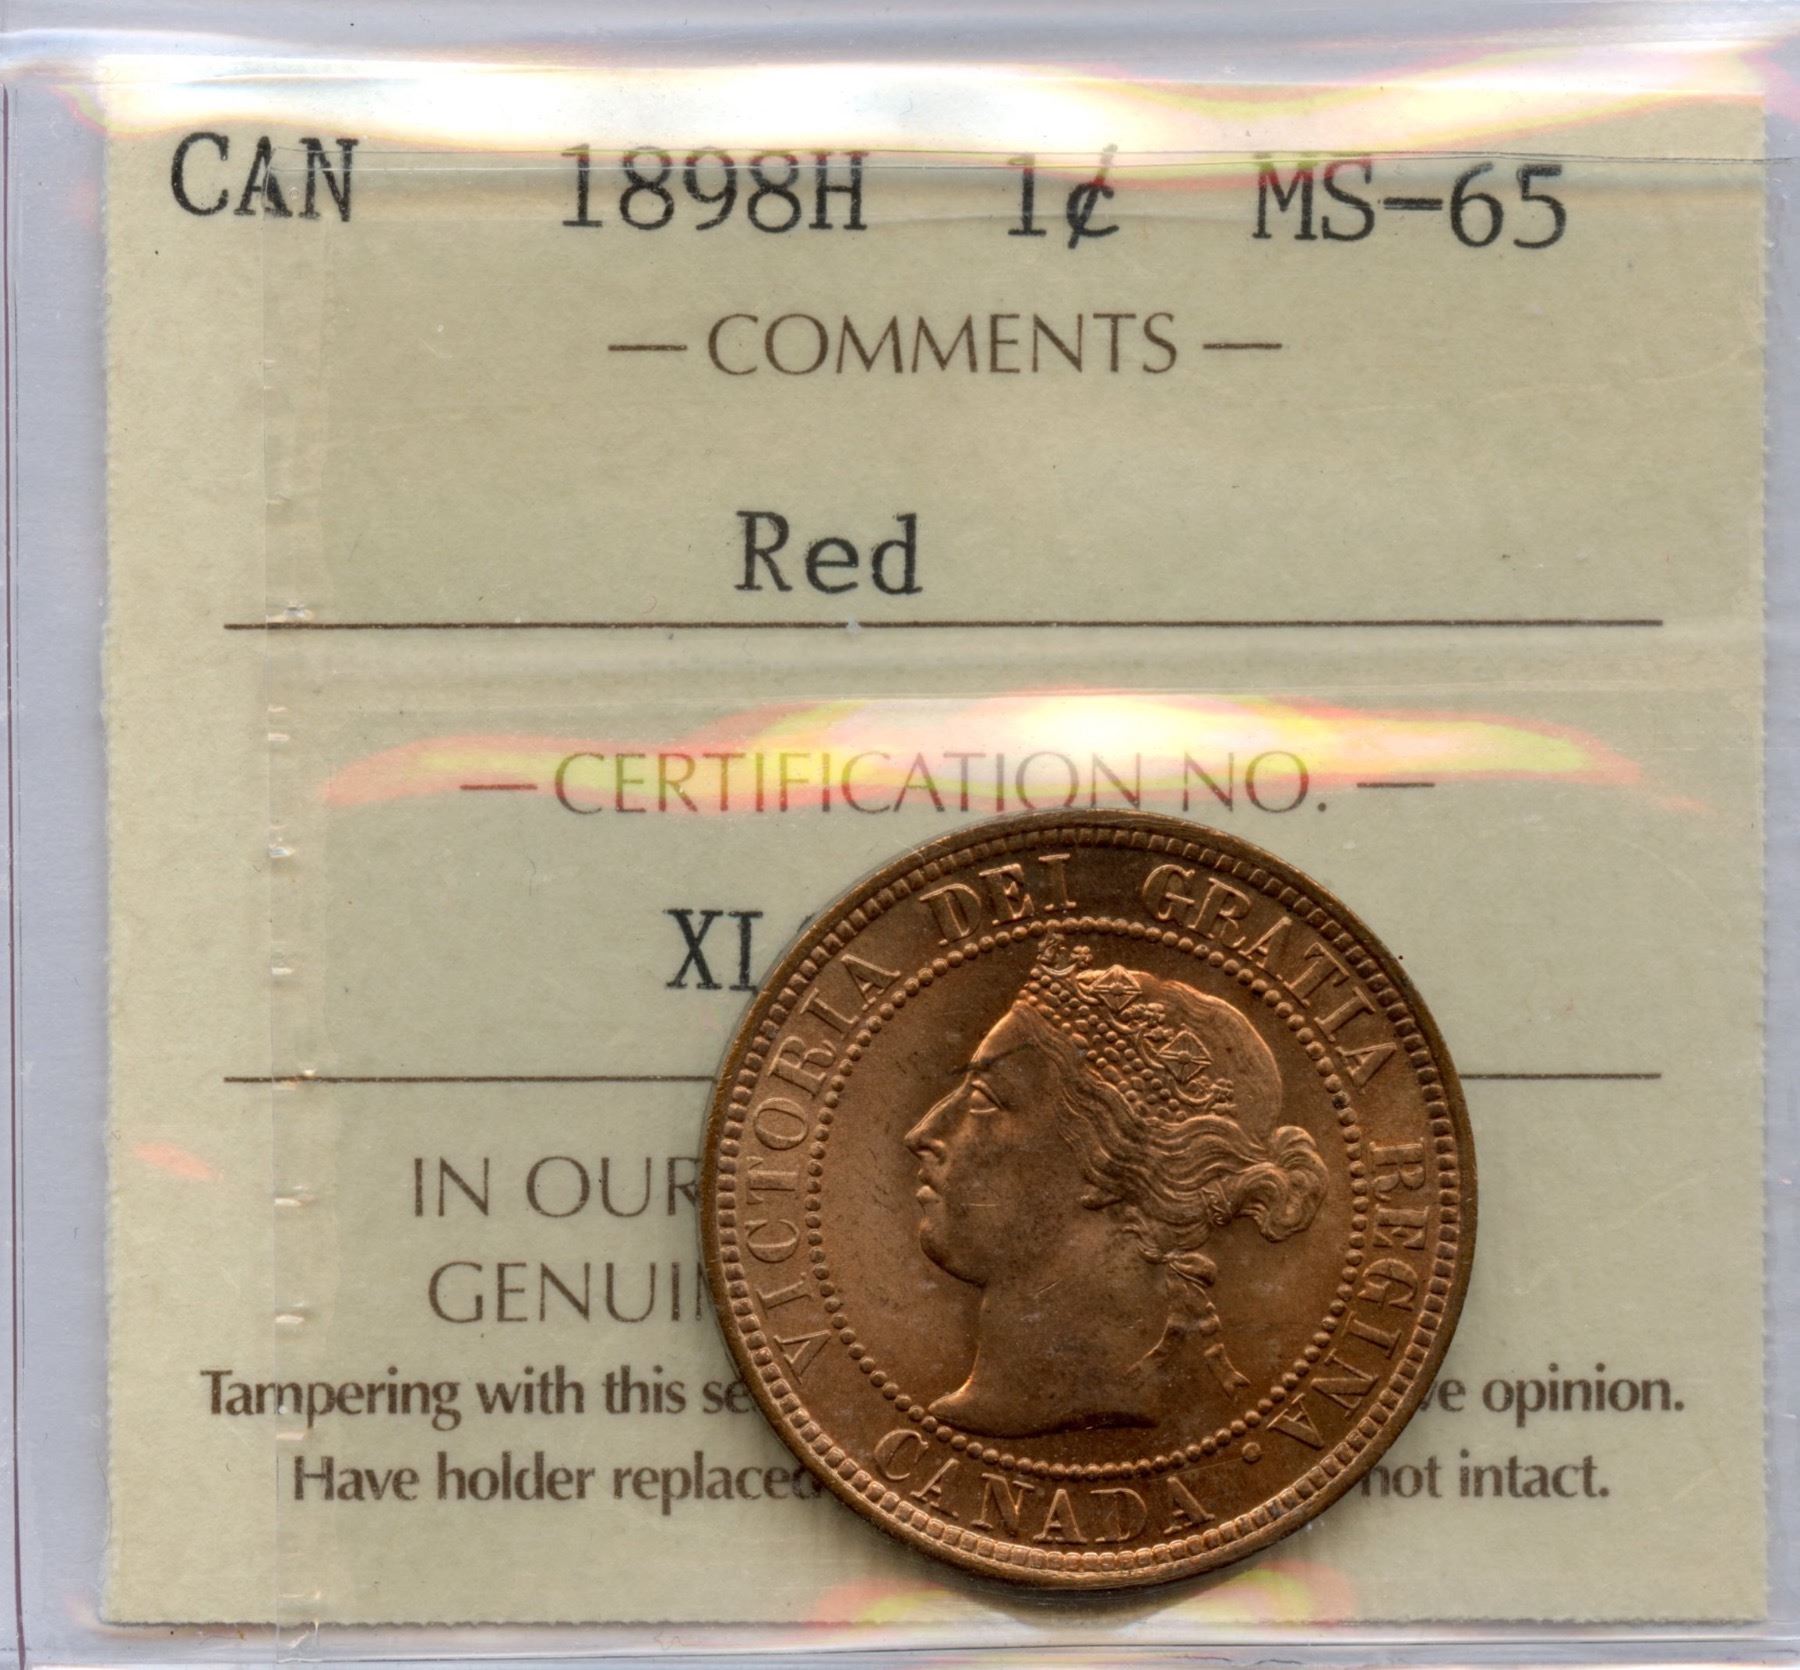 CAN 1898H 1¢ MS-65
— COMMENTS —
Red
— CERTIFICATION NO. —
XI
IN OUR
GENUI
Tampering with this se
e opinion.
Have holder replaced
not intact.
VICTORIA DEI GRATIA REGINA.
CANADA